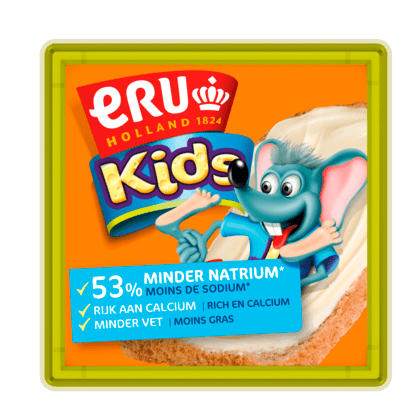 ERU
HOLLAND 1824
Kids
✓ 53% MINDER NATRIUM*
MOINS DE SODIUM*
✓ RIJK AAN CALCIUM | RICH EN CALCIUM
✓ MINDER VET | MOINS GRAS